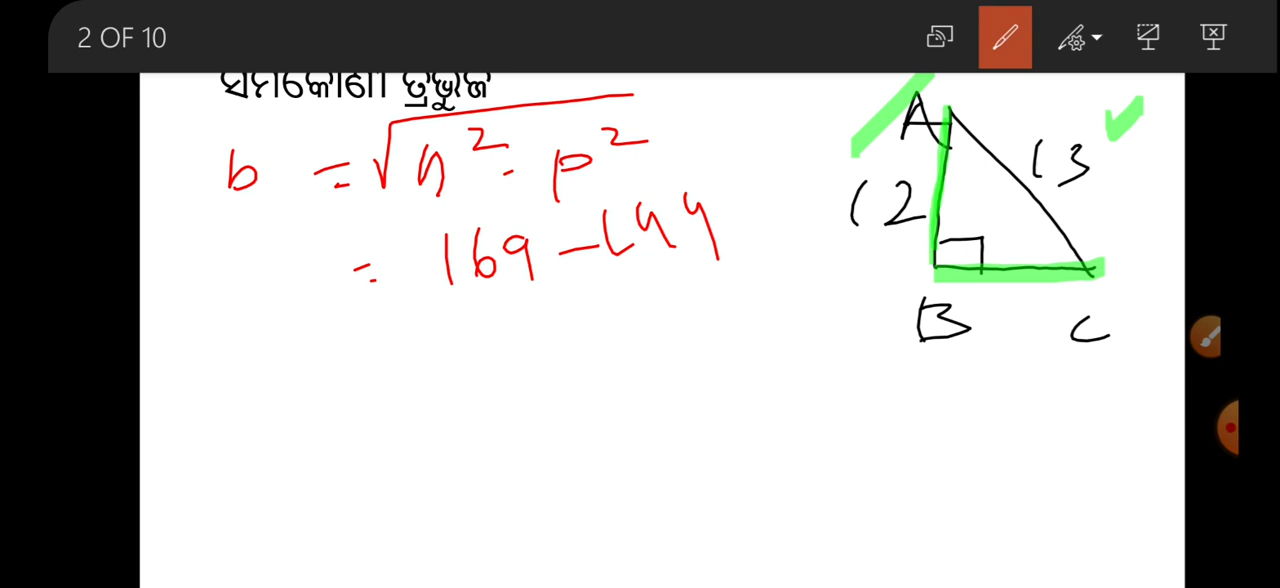 2 OF 10
ସମକୋଣୀ ତ୍ରିଭୁଜ
b = √h² - p²
= 169 - 144
A
13
12
B C